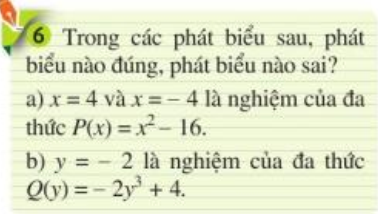 6 Trong các phát biểu sau, phát
biểu nào đúng, phát biểu nào sai?
a) x = 4 và x = – 4 là nghiệm của đa
thức P(x) = x² – 16.
b) y = – 2 là nghiệm của đa thức
Q(y) = – 2y³ + 4.